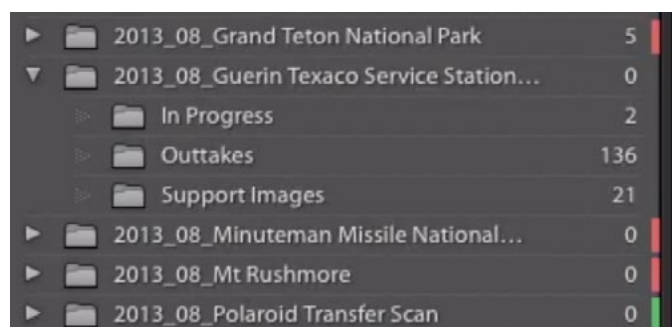 2013_08_Grand Teton National Park 5
2013_08_Guerin Texaco Service Station... 0
In Progress 2
Outtakes 136
Support Images 21
2013_08_Minuteman Missile National... 0
2013_08_Mt Rushmore 0
2013_08_Polaroid Transfer Scan 0